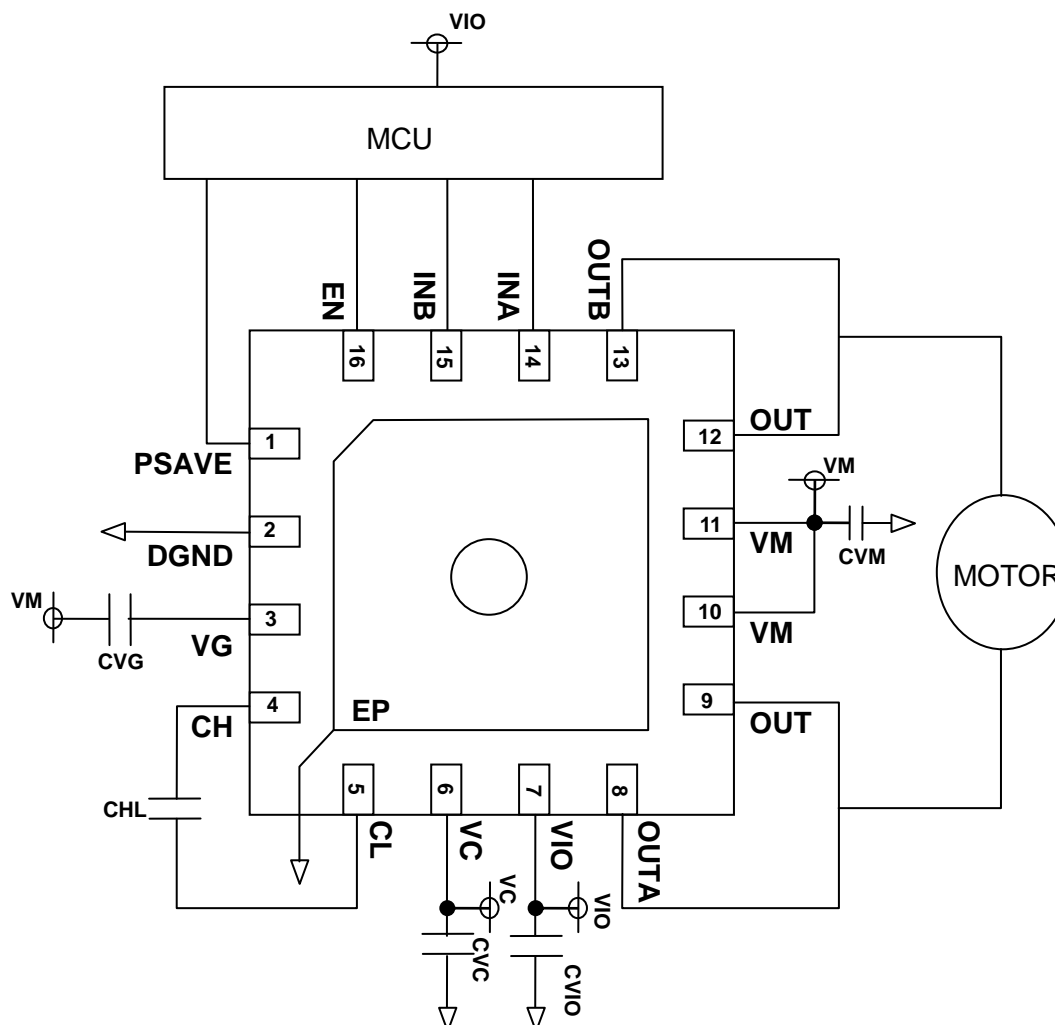 VIO
MCU
EN
INB
INA
OUTB
16
15
14
13
1
PSAVE
12
OUT
VM
2
DGND
11
VM
CVM
MOTOR
VM
3
VG
CVG
10
VM
4
CH
9
OUT
EP
CHL
5
6
7
8
CL
VC
VIO
OUTA
VC
VIO
CVC
CVIO